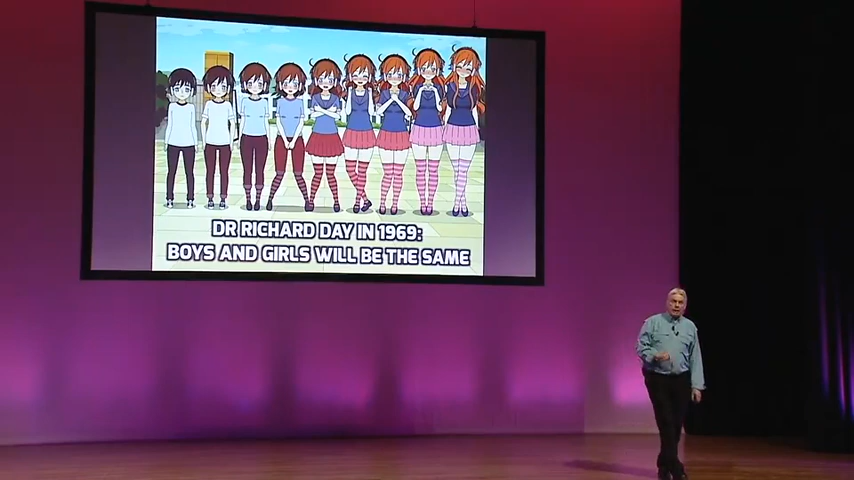 DR RICHARD DAY IN 1969:
BOYS AND GIRLS WILL BE THE SAME